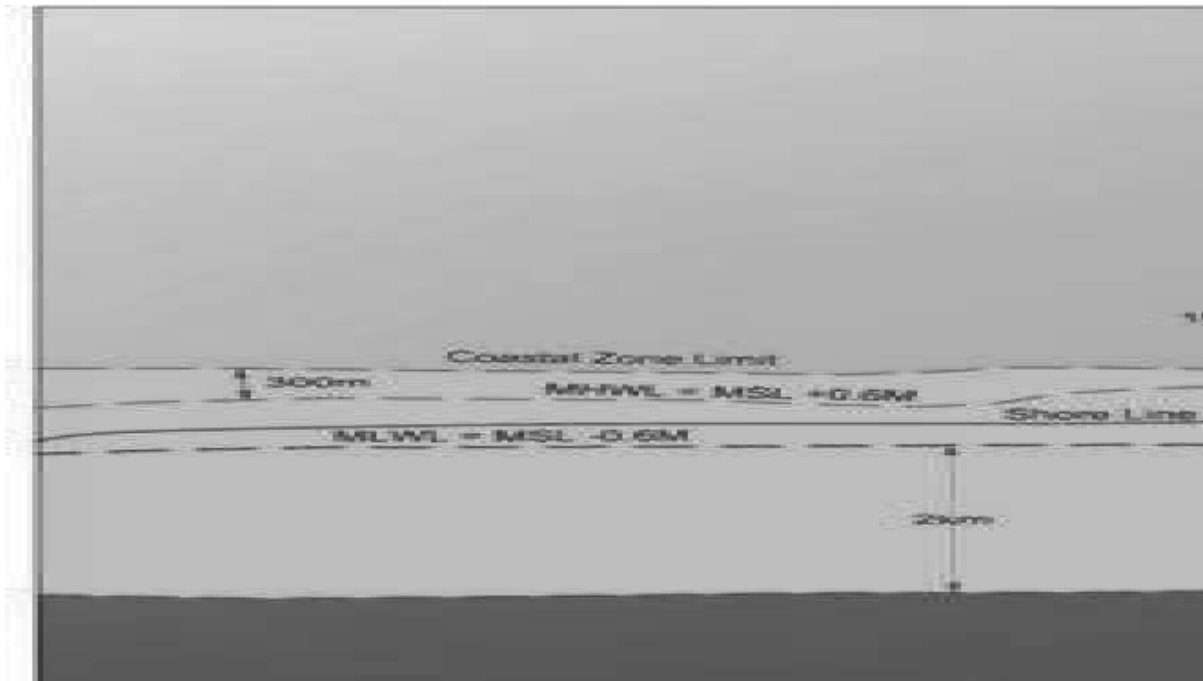 Coastal Zone Limit
300m
MHWL = MSL +0.6M
Shore Line
MLWL = MSL -0.6M
2km